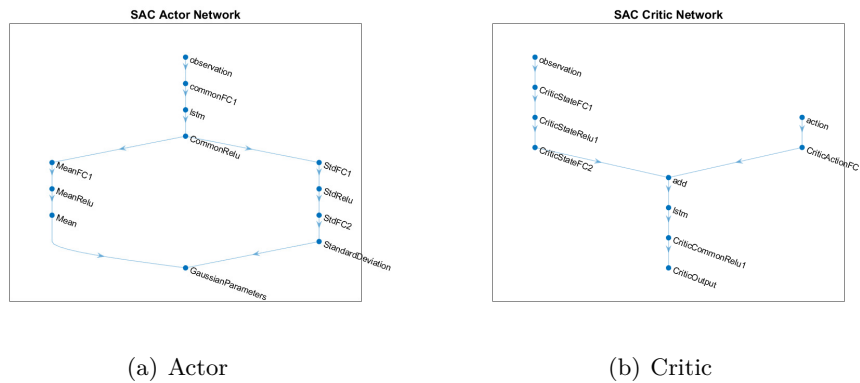 SAC Actor Network
observation
commonFC1
lstm
CommonRelu
MeanFC1
MeanRelu
Mean
StdFC1
StdRelu
StdFC2
StandardDeviation
GaussianParameters
(a) Actor
SAC Critic Network
observation
CriticStateFC1
CriticStateRelu1
CriticStateFC2
action
CriticActionFC
add
lstm
CriticCommonRelu1
CriticOutput
(b) Critic